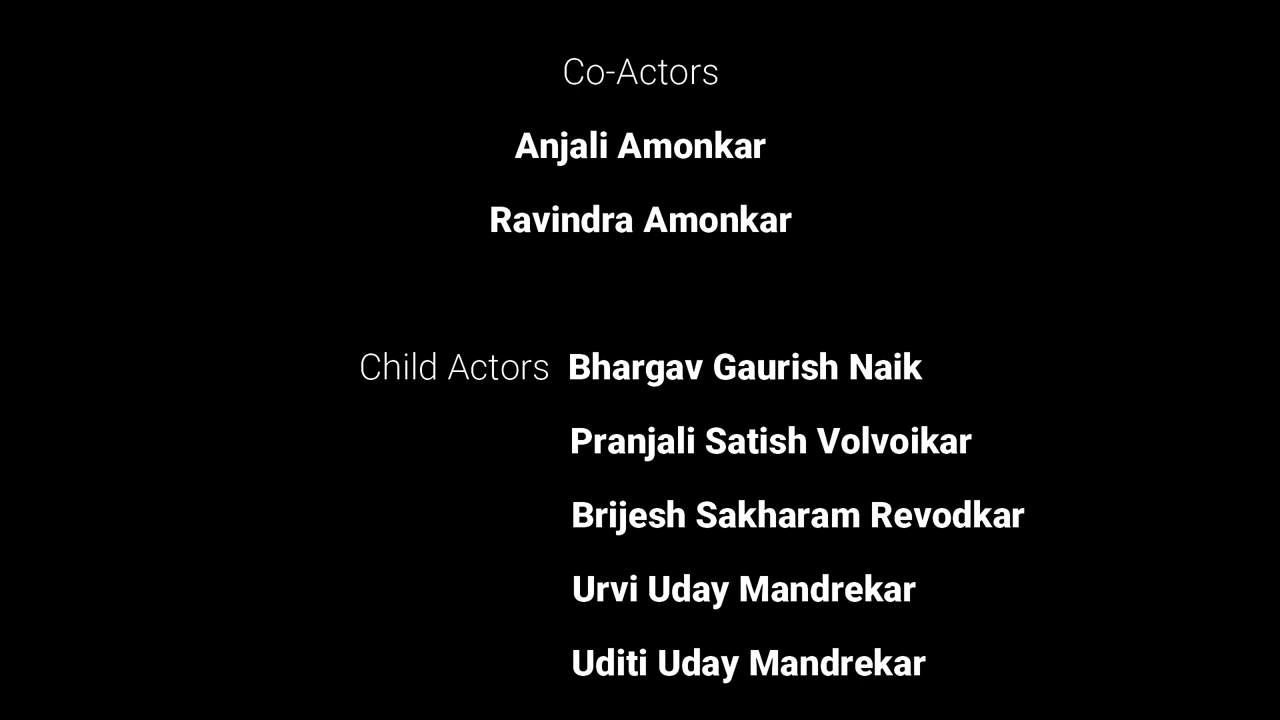 Co-Actors
Anjali Amonkar
Ravindra Amonkar
Child Actors Bhargav Gaurish Naik
Pranjali Satish Volvoikar
Brijesh Sakharam Revodkar
Urvi Uday Mandrekar
Uditi Uday Mandrekar